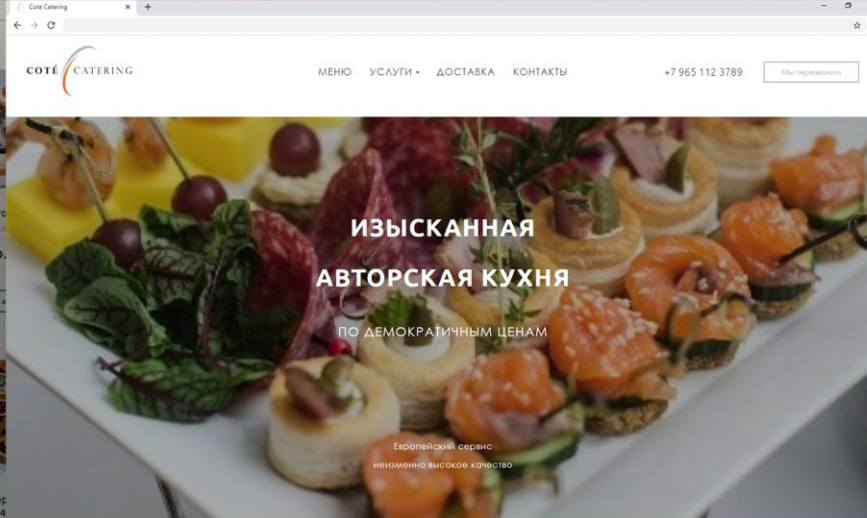 Cote Catering
COTÉ CATERING
МЕНЮ УСЛУГИ ДОСТАВКА КОНТАКТЫ +7 965 112 3789 Мы перезвоним
ИЗЫСКАННАЯ
АВТОРСКАЯ КУХНЯ
ПО ДЕМОКРАТИЧНЫМ ЦЕНАМ
Европейский сервис
неизменно высокое качество